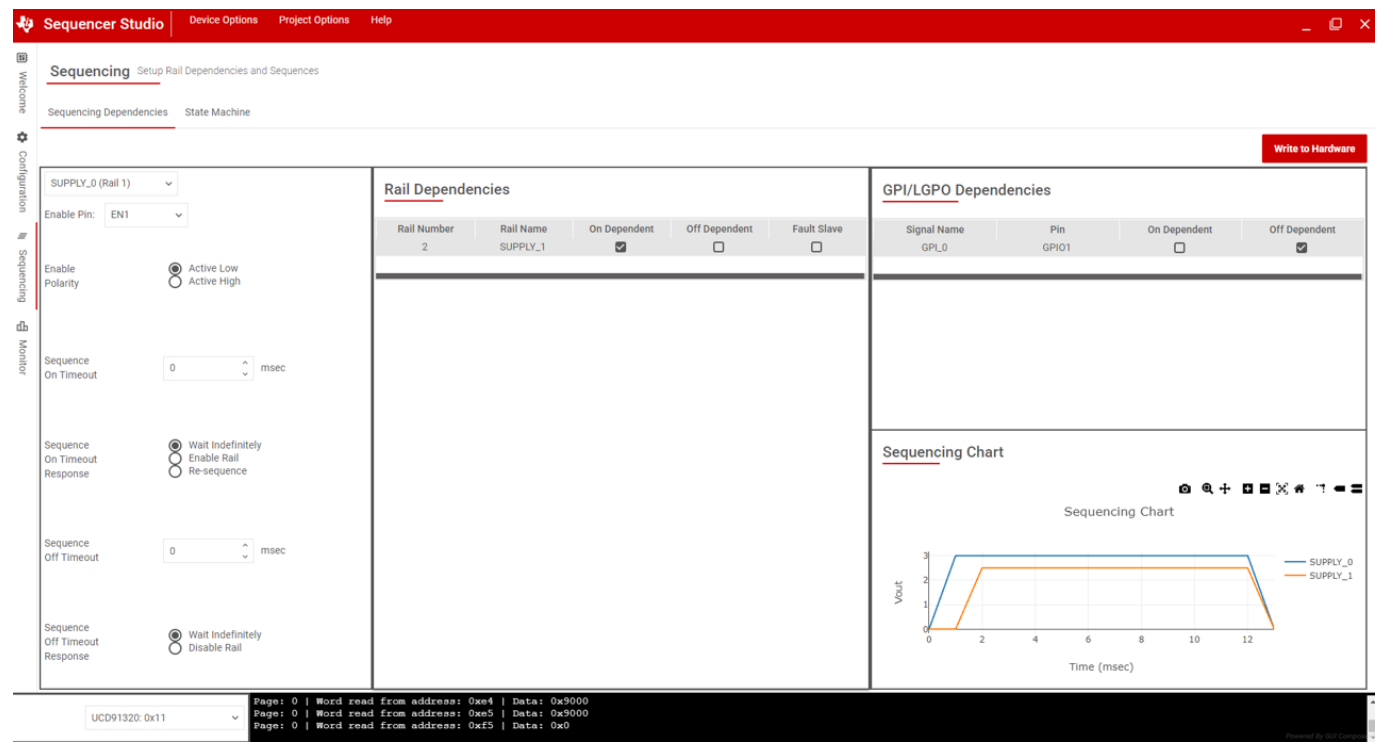 Sequencer Studio Device Options Project Options Help
Welcome
Configuration
Sequencing
Monitor
Sequencing Setup Rail Dependencies and Sequences
Sequencing Dependencies State Machine
Write to Hardware
SUPPLY_0 (Rail 1)
Enable Pin: EN1
Enable
Polarity
Active Low
Active High
Sequence
On Timeout
0 msec
Sequence
On Timeout
Response
Wait Indefinitely
Enable Rail
Re-sequence
Sequence
Off Timeout
0 msec
Sequence
Off Timeout
Response
Wait Indefinitely
Disable Rail
Rail Dependencies
Rail Number Rail Name On Dependent Off Dependent Fault Slave
2 SUPPLY_1
GPI/LGPO Dependencies
Signal Name Pin On Dependent Off Dependent
GPI_0 GPIO1
Sequencing Chart
Sequencing Chart
3
2
1
0
Vout
0 2 4 6 8 10 12
Time (msec)
SUPPLY_0
SUPPLY_1
UCD91320: 0x11
Page: 0 | Word read from address: 0xe4 | Data: 0x9000
Page: 0 | Word read from address: 0xe5 | Data: 0x9000
Page: 0 | Word read from address: 0xf5 | Data: 0x0
Powered By GUI Compos